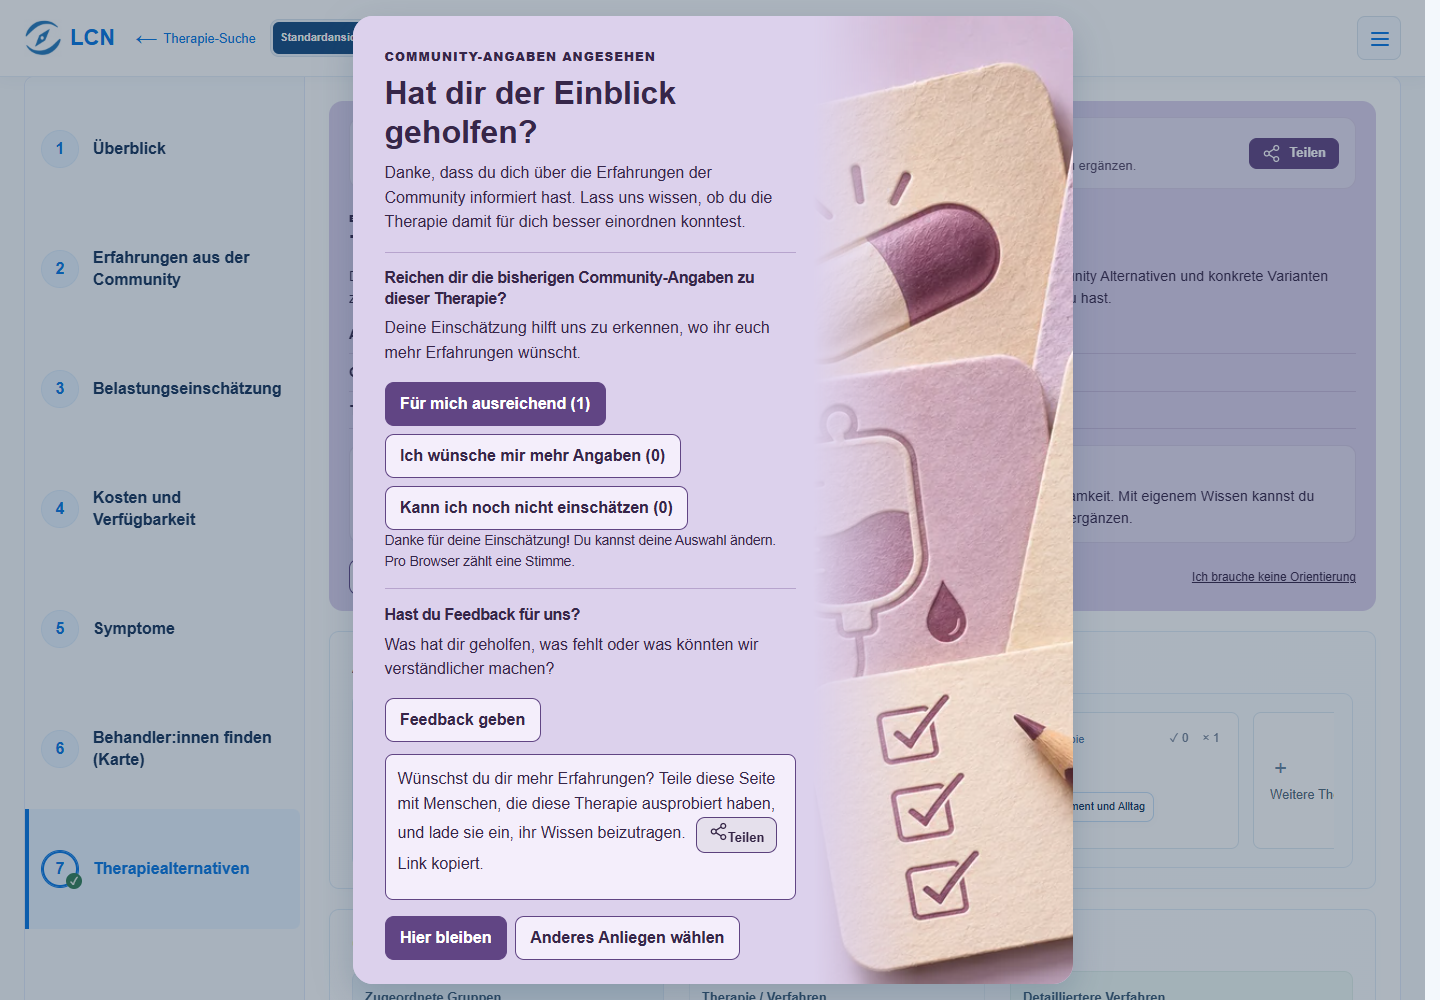 LCN
← Therapie-Suche
1
Überblick
2
Erfahrungen aus der
Community
3
Belastungseinschätzung
4
Kosten und
Verfügbarkeit
5
Symptome
6
Behandler:innen finden
(Karte)
7
Therapiealternativen
COMMUNITY-ANGABEN ANGESEHEN
Hat dir der Einblick
geholfen?
Danke, dass du dich über die Erfahrungen der
Community informiert hast. Lass uns wissen, ob du die
Therapie damit für dich besser einordnen konntest.
Reichen dir die bisherigen Community-Angaben zu
dieser Therapie?
Deine Einschätzung hilft uns zu erkennen, wo ihr euch
mehr Erfahrungen wünscht.
Für mich ausreichend (1)
Ich wünsche mir mehr Angaben (0)
Kann ich noch nicht einschätzen (0)
Danke für deine Einschätzung! Du kannst deine Auswahl ändern.
Pro Browser zählt eine Stimme.
Hast du Feedback für uns?
Was hat dir geholfen, was fehlt oder was könnten wir
verständlicher machen?
Feedback geben
Wünschst du dir mehr Erfahrungen? Teile diese Seite
mit Menschen, die diese Therapie ausprobiert haben,
und lade sie ein, ihr Wissen beizutragen. Teilen
Link kopiert.
Hier bleiben
Anderes Anliegen wählen
Teilen
ergänzen.
Alternativen und konkrete Varianten
hast.
Mit eigenem Wissen kannst du
ergänzen.
Ich brauche keine Orientierung
✓ 0 × 1
und Alltag
+
Weitere
Zugeordnete Gruppen
Therapie / Verfahren
Detailliertere Verfahren